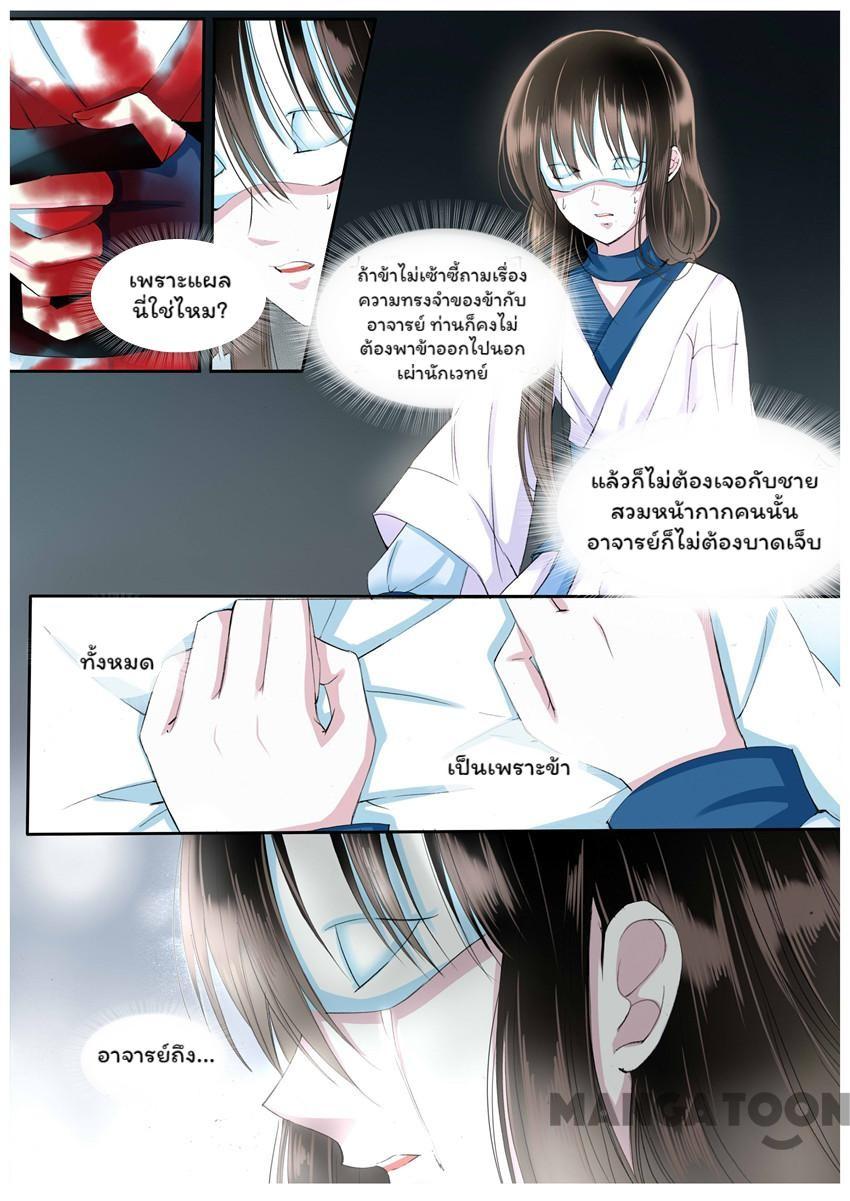 เพราะแผล
นี่ใช่ไหม?
ถ้าข้าไม่เซ้าซี้ถามเรื่อง
ความทรงจำของข้ากับ
อาจารย์ ท่านก็คงไม่
ต้องพาข้าออกไปนอก
เผ่านักเวทย์
แล้วก็ไม่ต้องเจอกับชาย
สวมหน้ากากคนนั้น
อาจารย์ก็ไม่ต้องบาดเจ็บ
ทั้งหมด
เป็นเพราะข้า
อาจารย์ถึง...
MANGATOON